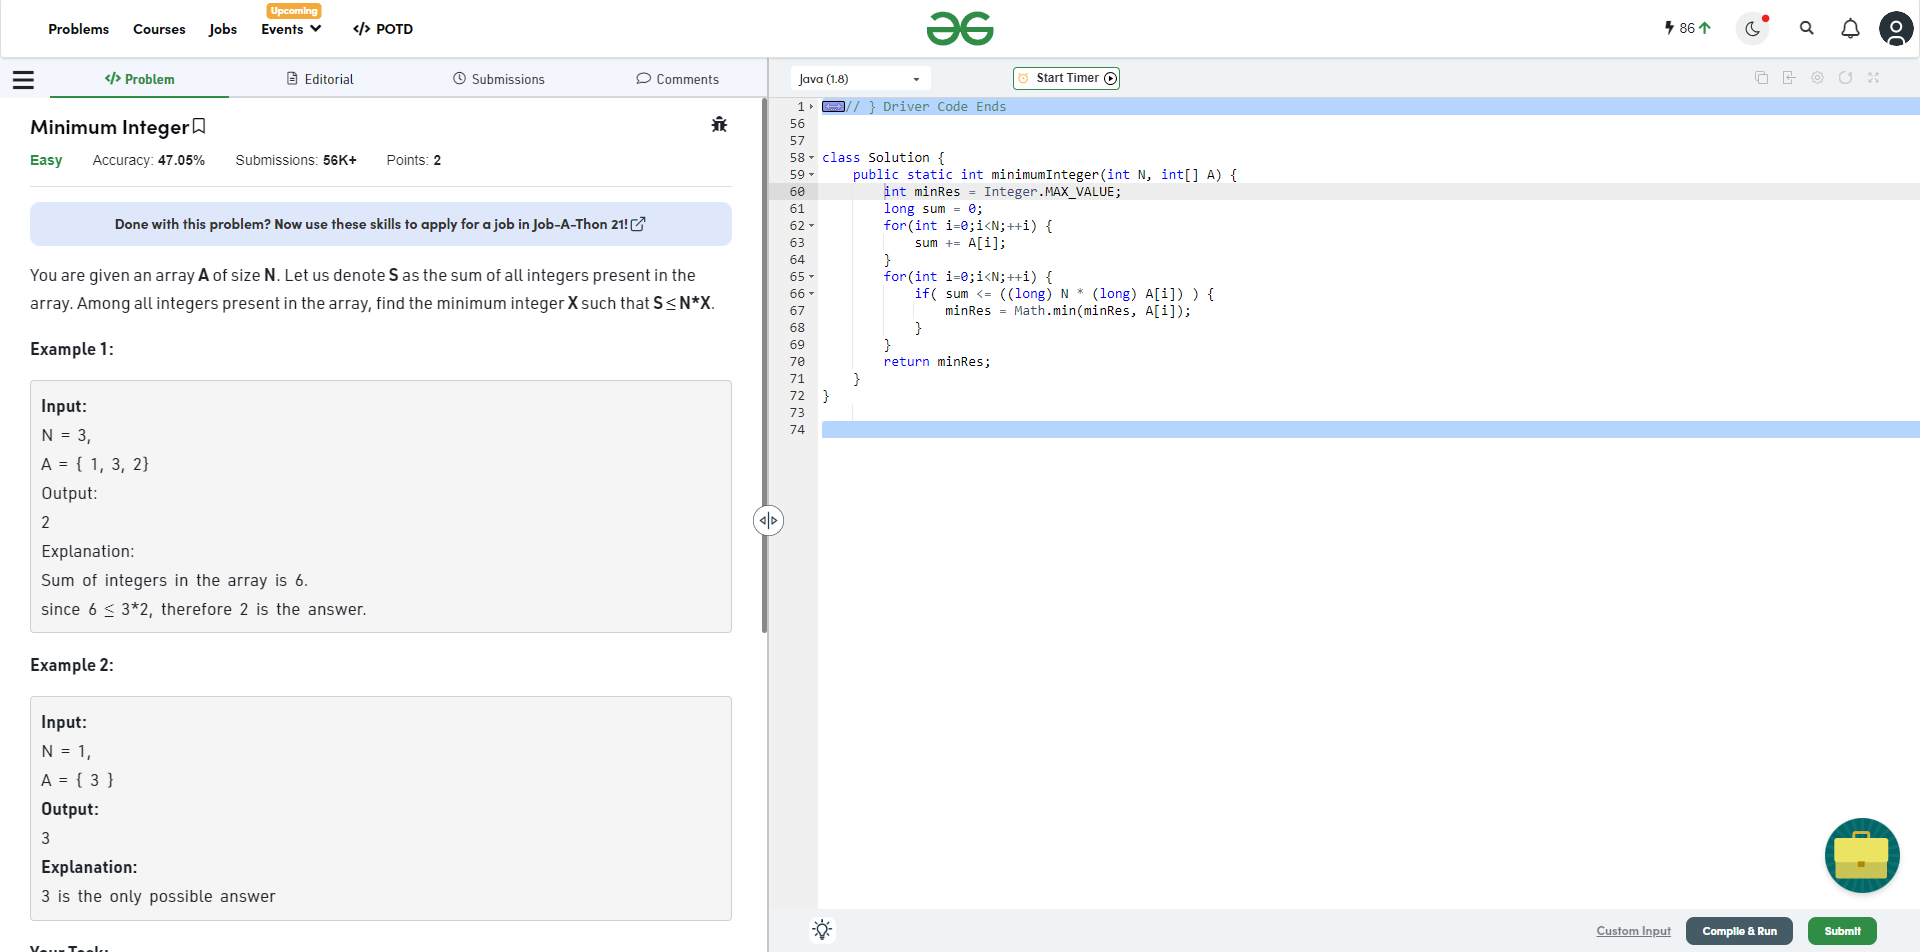 Problems Courses Jobs Events Upcoming </> POTD
86
</> Problem Editorial Submissions Comments
Minimum Integer
Easy Accuracy: 47.05% Submissions: 56K+ Points: 2
Done with this problem? Now use these skills to apply for a job in Job-A-Thon 21!
You are given an array A of size N. Let us denote S as the sum of all integers present in the
array. Among all integers present in the array, find the minimum integer X such that S≤N*X.
Example 1:
Input:
N = 3,
A = { 1, 3, 2}
Output:
2
Explanation:
Sum of integers in the array is 6.
since 6 ≤ 3*2, therefore 2 is the answer.
Example 2:
Input:
N = 1,
A = { 3 }
Output:
3
Explanation:
3 is the only possible answer
Your Task:
Java (1.8) Start Timer
1 // } Driver Code Ends
56
57
58 class Solution {
59 public static int minimumInteger(int N, int[] A) {
60 int minRes = Integer.MAX_VALUE;
61 long sum = 0;
62 for(int i=0;i<N;++i) {
63 sum += A[i];
64 }
65 for(int i=0;i<N;++i) {
66 if( sum <= ((long) N * (long) A[i]) ) {
67 minRes = Math.min(minRes, A[i]);
68 }
69 }
70 return minRes;
71 }
72 }
73
74
Custom Input Compile & Run Submit